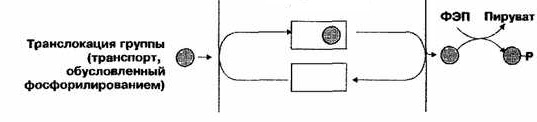 ФЭП Пируват
Транслокация группы
(транспорт,
обусловленный
фосфорилированием)
P